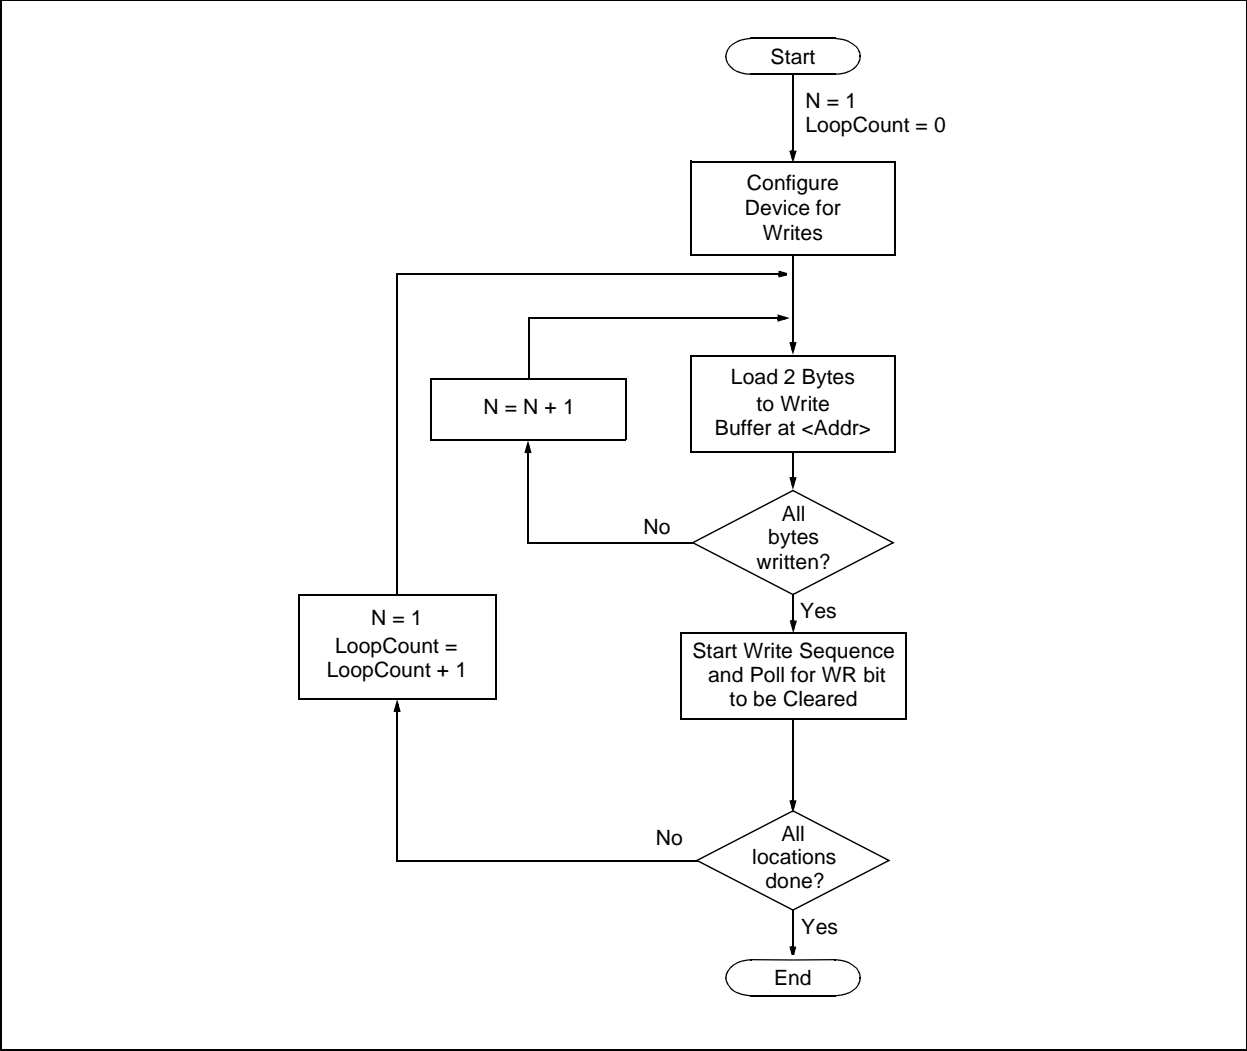 Start
N = 1
LoopCount = 0
Configure
Device for
Writes
Load 2 Bytes
to Write
Buffer at <Addr>
N = N + 1
All
bytes
written?
No
Yes
N = 1
LoopCount =
LoopCount + 1
Start Write Sequence
and Poll for WR bit
to be Cleared
All
locations
done?
No
Yes
End